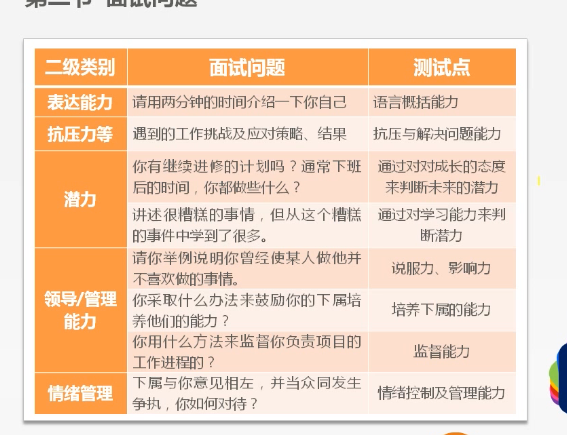 第二节 面试问题
二级类别 面试问题 测试点
表达能力 请用两分钟的时间介绍一下你自己 语言概括能力
抗压力等 遇到的工作挑战及应对策略、结果 抗压与解决问题能力
潜力
你有继续进修的计划吗？通常下班 通过对对成长的态度
后的时间，你都做些什么？ 来判断未来的潜力
讲述很糟糕的事情，但从这个糟糕 通过对学习能力来判
的事件中学到了很多。 断潜力
领导/管理
能力
请你举例说明你曾经使某人做他并 说服力、影响力
不喜欢做的事情。
你采取什么办法来鼓励你的下属培 培养下属的能力
养他们的能力？
你用什么方法来监督你负责项目的 监督能力
工作进程的？
情绪管理
下属与你意见相左，并当众同发生 情绪控制及管理能力
争执，你如何对待？